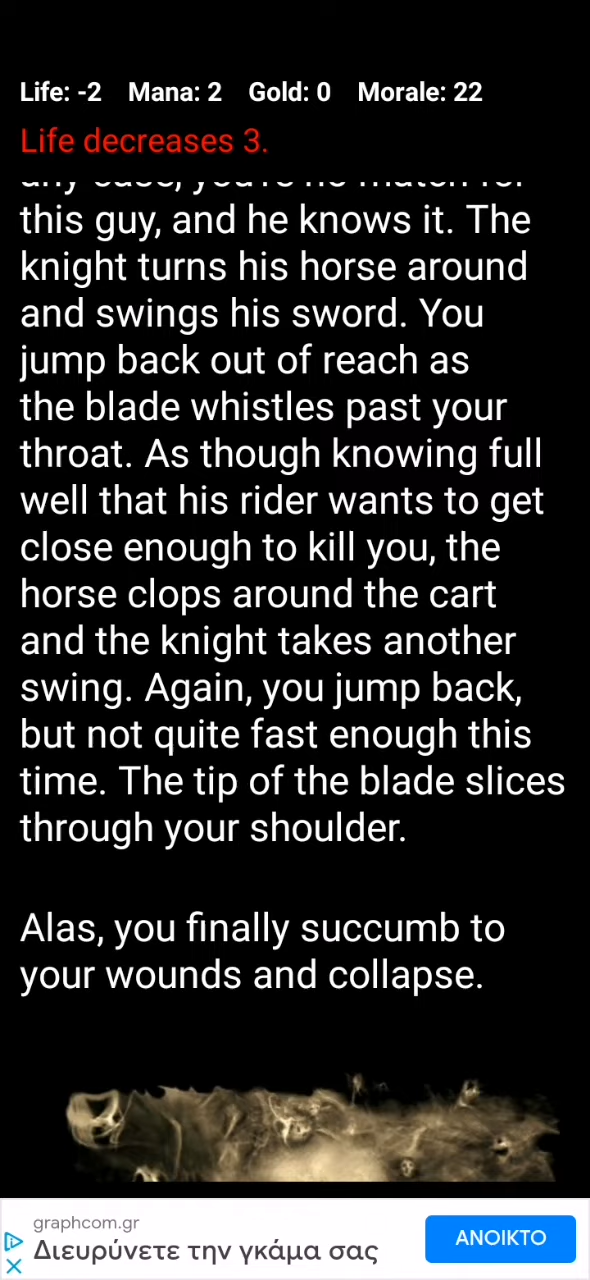 Life: -2 Mana: 2 Gold: 0 Morale: 22
Life decreases 3.
this guy, and he knows it. The
knight turns his horse around
and swings his sword. You
jump back out of reach as
the blade whistles past your
throat. As though knowing full
well that his rider wants to get
close enough to kill you, the
horse clops around the cart
and the knight takes another
swing. Again, you jump back,
but not quite fast enough this
time. The tip of the blade slices
through your shoulder.
Alas, you finally succumb to
your wounds and collapse.
graphcom.gr
Διευρύνετε την γκάμα σας
ΑΝΟΙΚΤΟ